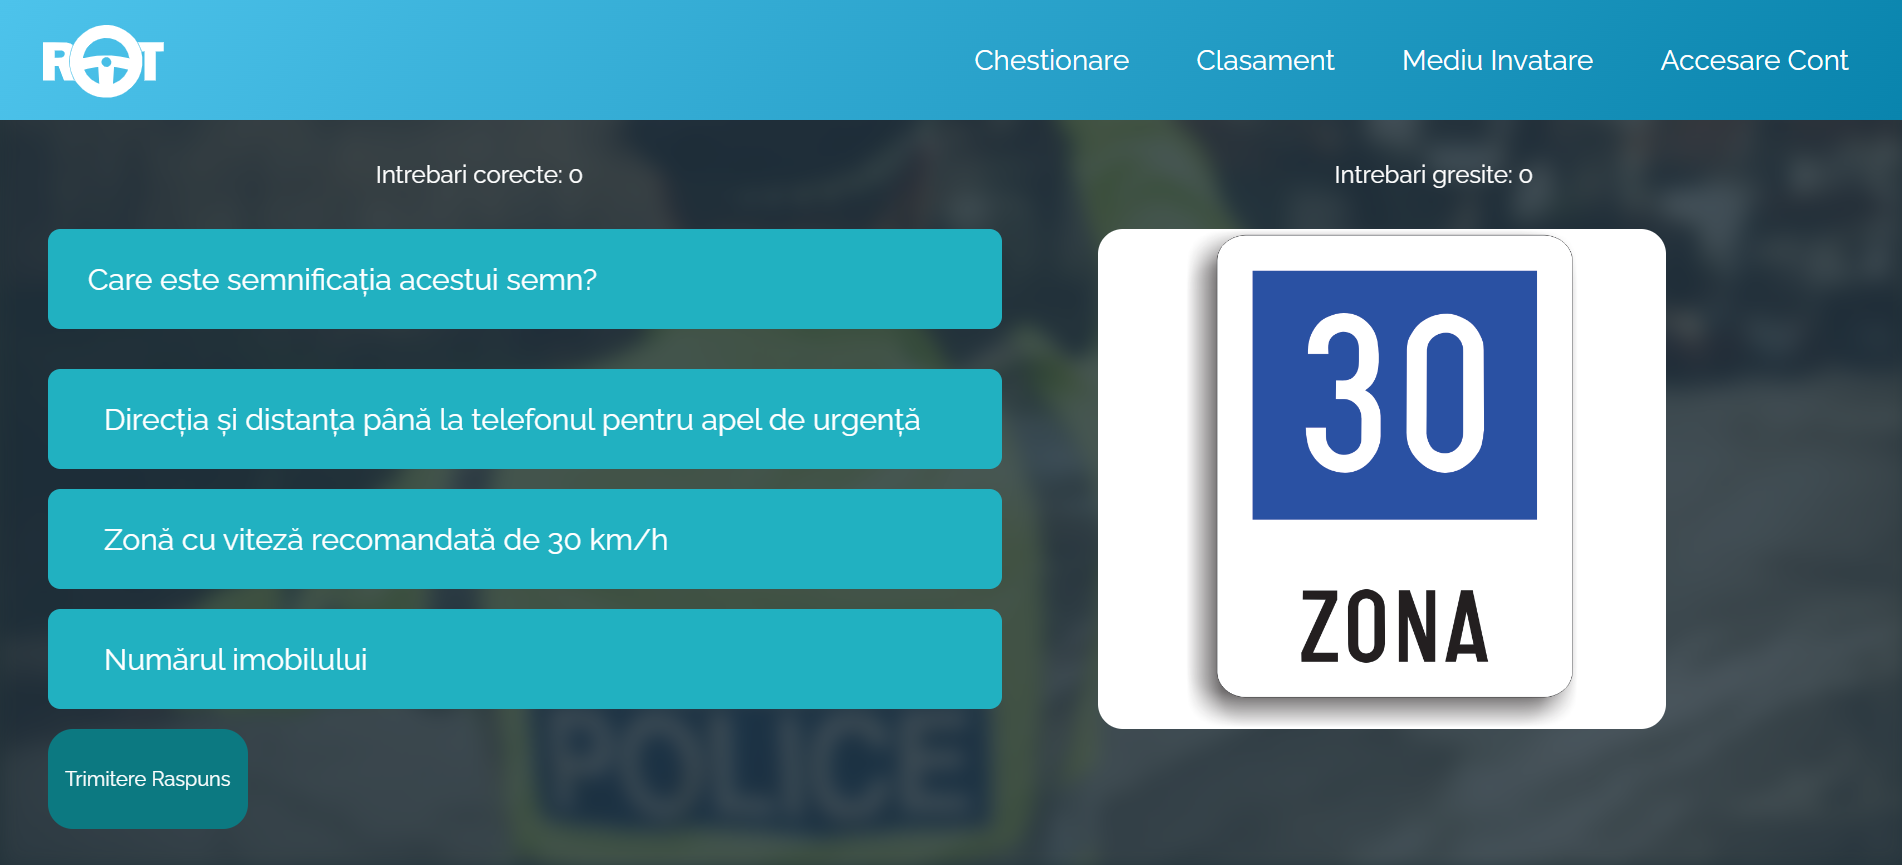 ROT
Chestionare
Clasament
Mediu Invatare
Accesare Cont
Intrebari corecte: 0
Intrebari gresite: 0
Care este semnificația acestui semn?
Direcția și distanța până la telefonul pentru apel de urgență
Zonă cu viteză recomandată de 30 km/h
Numărul imobilului
Trimitere Raspuns
30
ZONA
POLICE